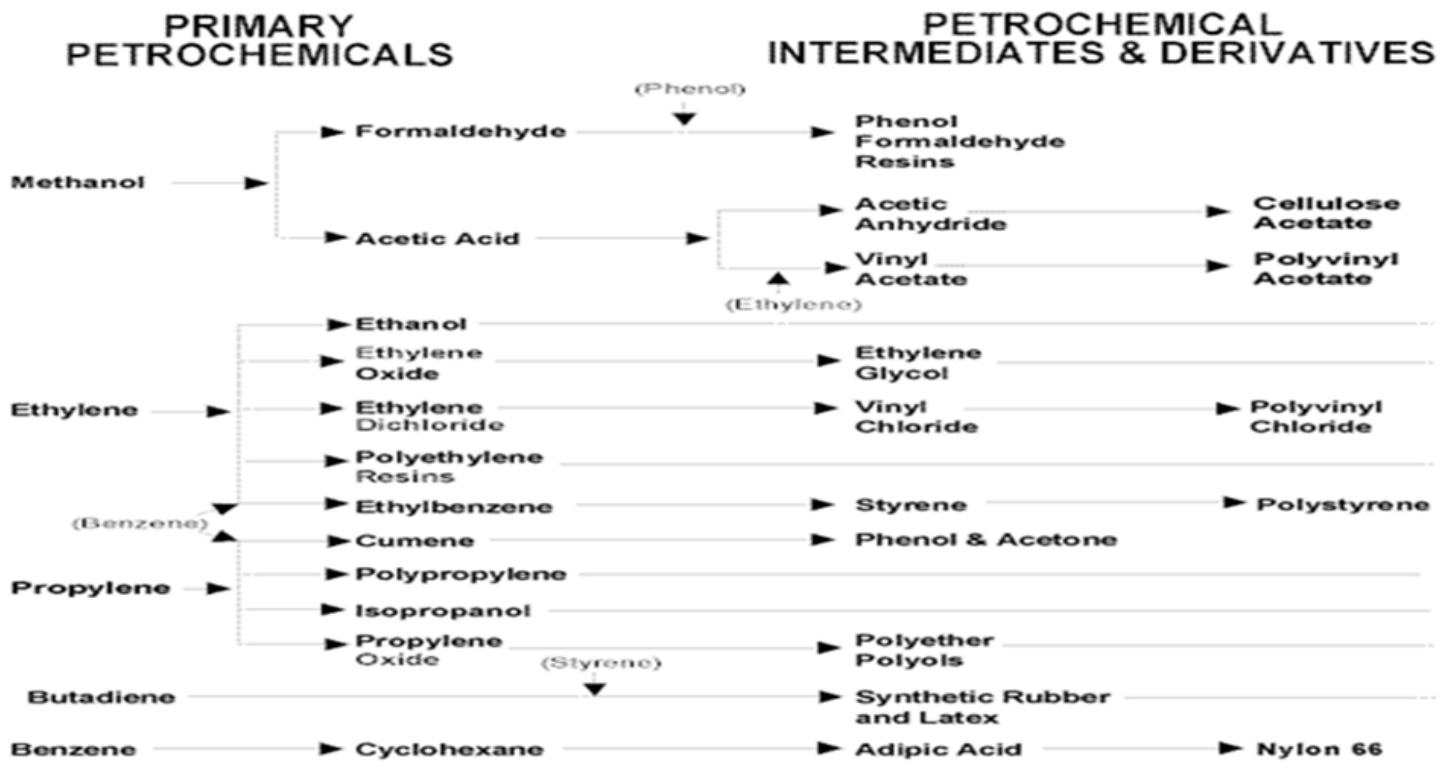 PRIMARY
PETROCHEMICALS
PETROCHEMICAL
INTERMEDIATES & DERIVATIVES
(Phenol)
Formaldehyde
Phenol
Formaldehyde
Resins
Methanol
Acetic Acid
Acetic
Anhydride
Cellulose
Acetate
Vinyl
Acetate
Polyvinyl
Acetate
(Ethylene)
Ethanol
Ethylene
Oxide
Ethylene
Glycol
Ethylene
Ethylene
Dichloride
Vinyl
Chloride
Polyvinyl
Chloride
Polyethylene
Resins
Ethylbenzene
Styrene
Polystyrene
(Benzene)
Cumene
Phenol & Acetone
Propylene
Polypropylene
Isopropanol
Propylene
Oxide
Polyether
Polyols
(Styrene)
Butadiene
Synthetic Rubber
and Latex
Benzene
Cyclohexane
Adipic Acid
Nylon 66